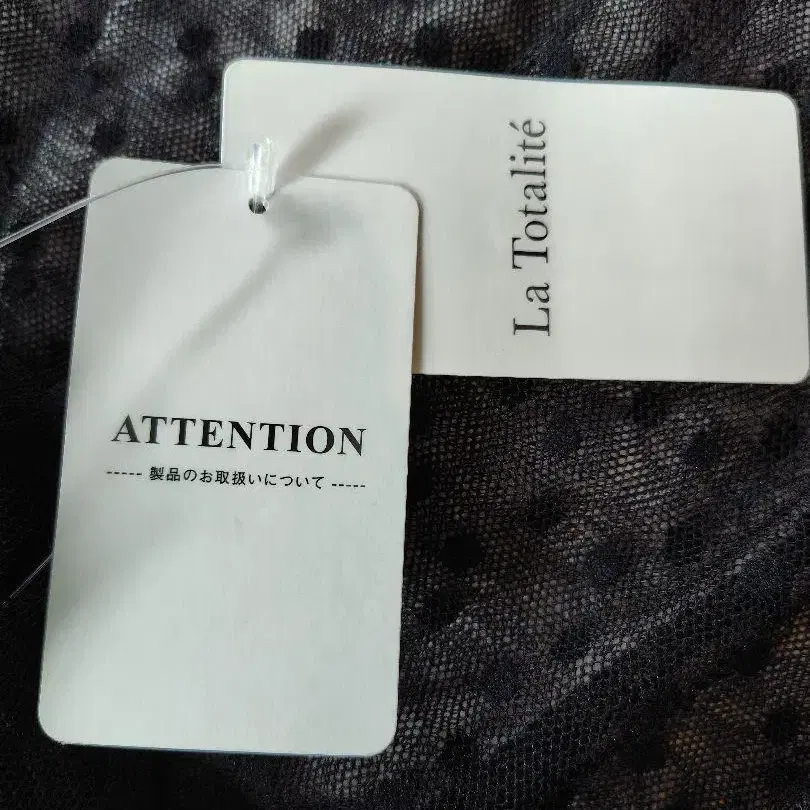 La Totalité
ATTENTION
----- 製品のお取扱いについて -----